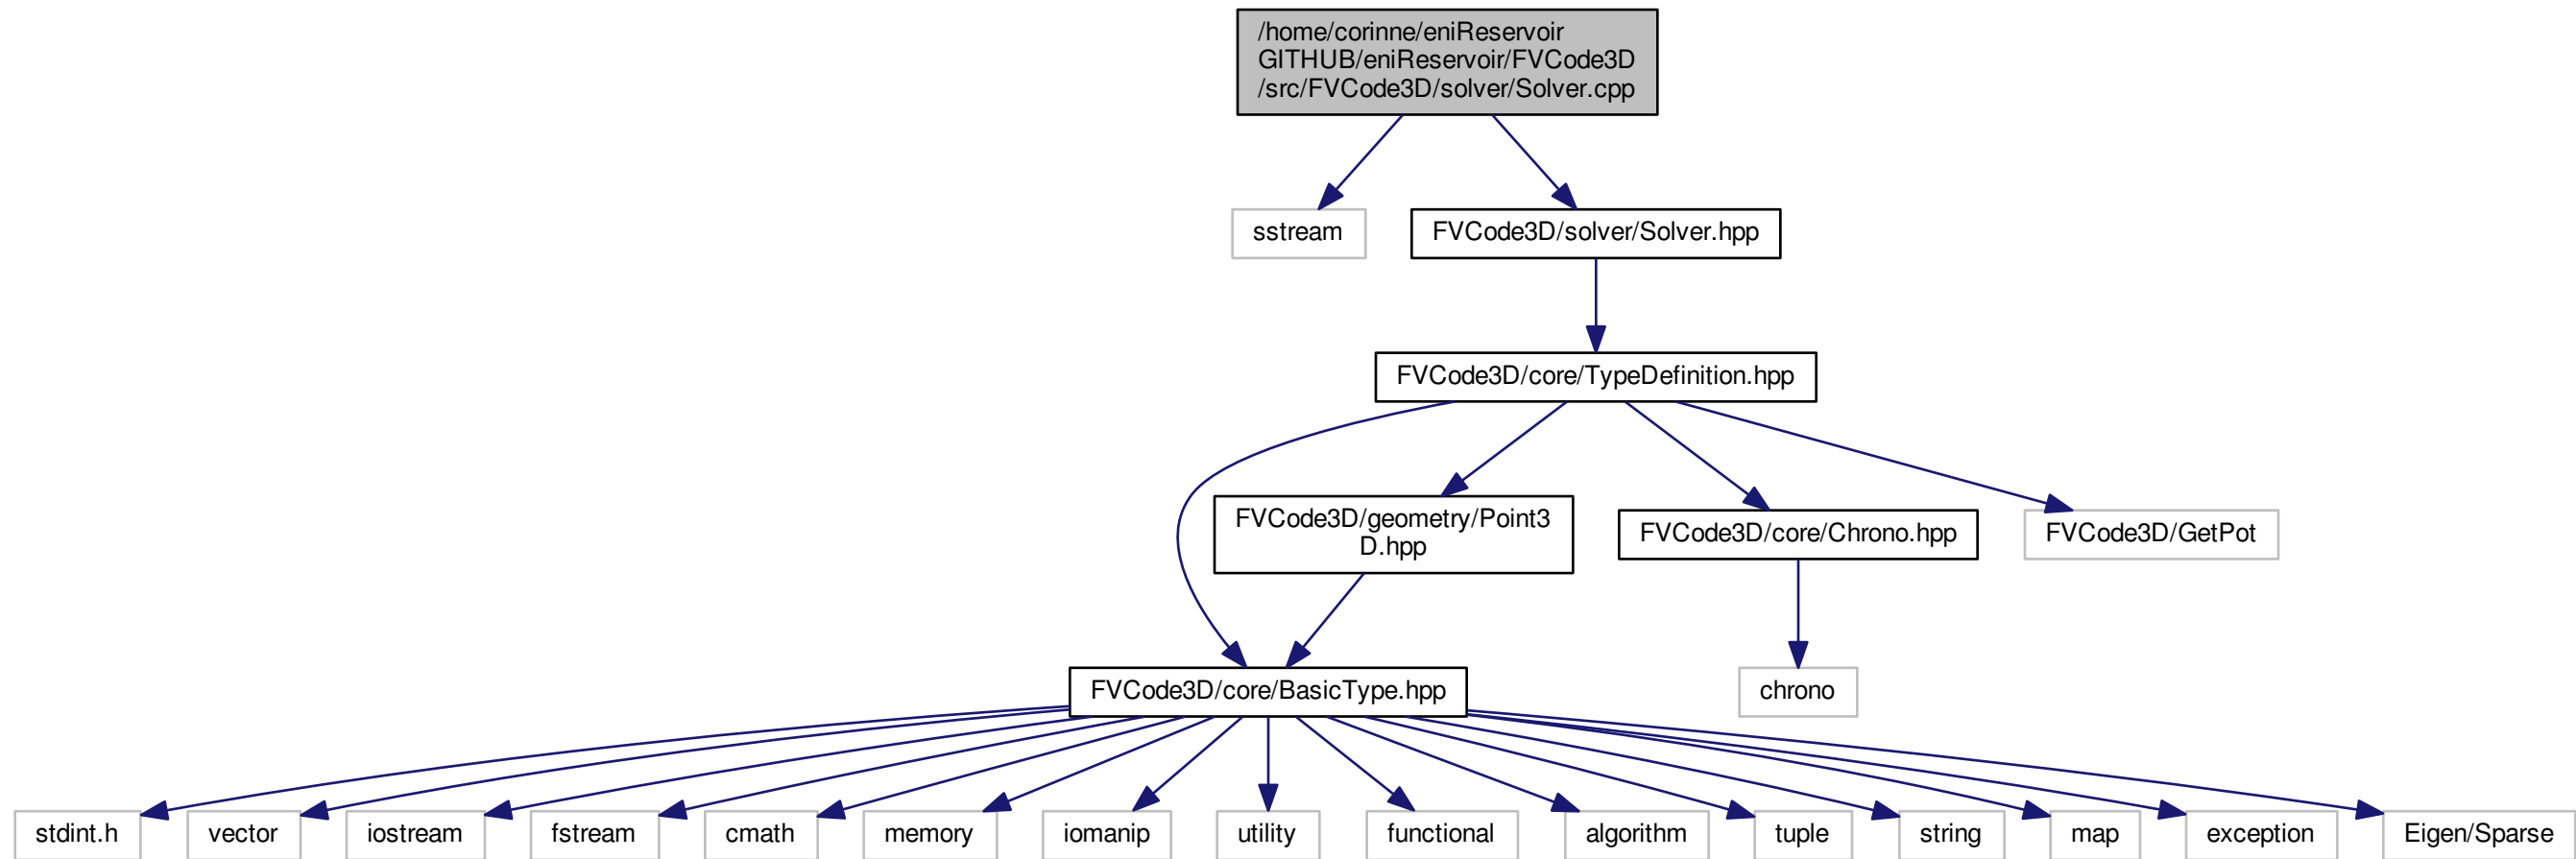 /home/corinne/eniReservoir
GITHUB/eniReservoir/FVCode3D
/src/FVCode3D/solver/Solver.cpp
sstream
FVCode3D/solver/Solver.hpp
FVCode3D/core/TypeDefinition.hpp
FVCode3D/geometry/Point3
D.hpp
FVCode3D/core/Chrono.hpp
FVCode3D/GetPot
FVCode3D/core/BasicType.hpp
chrono
stdint.h
vector
iostream
fstream
cmath
memory
iomanip
utility
functional
algorithm
tuple
string
map
exception
Eigen/Sparse